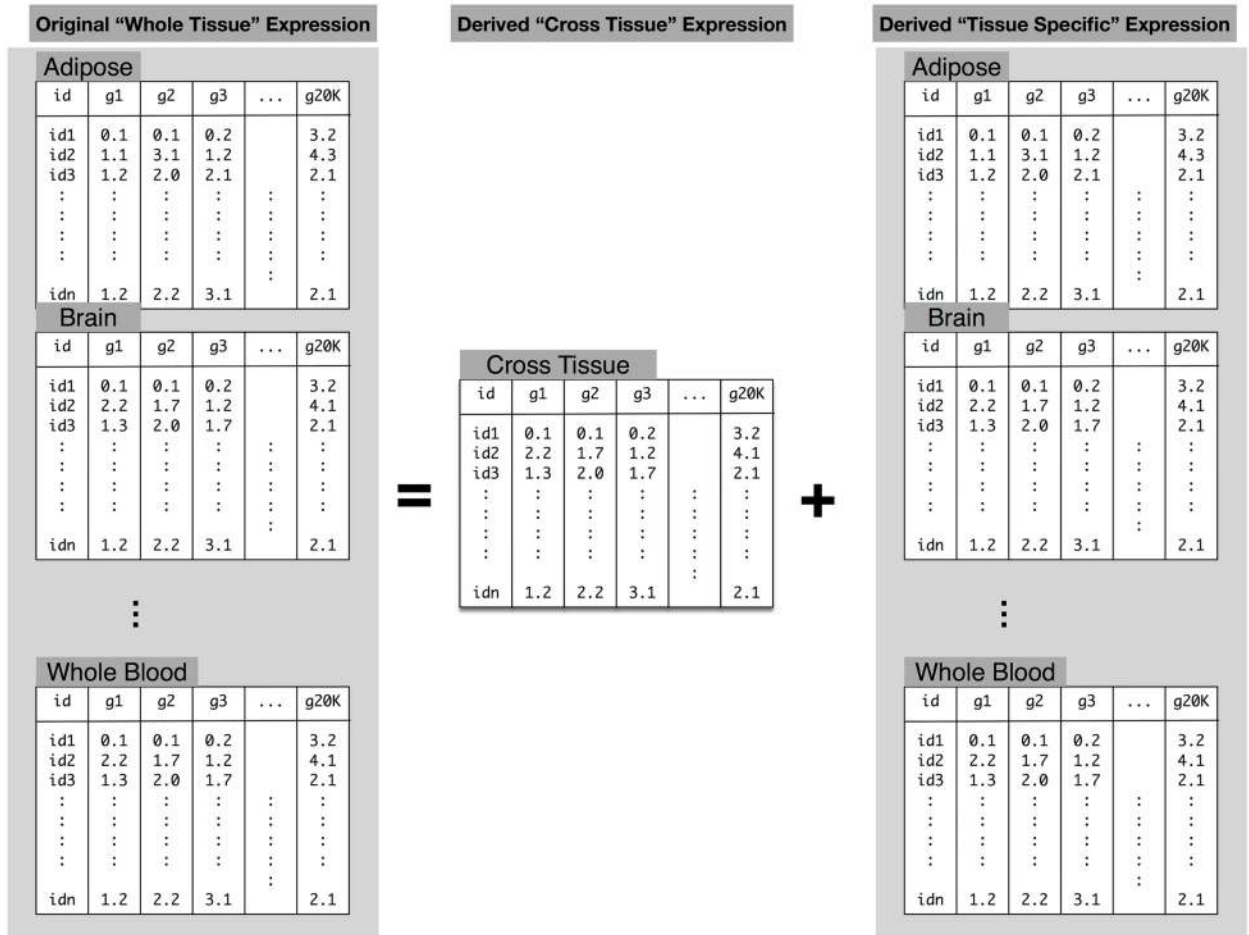 Original “Whole Tissue” Expression
Adipose
id g1 g2 g3 ... g20K
id1 0.1 0.1 0.2 3.2
id2 1.1 3.1 1.2 4.3
id3 1.2 2.0 2.1 2.1
: : : : : :
: : : : : :
: : : : : :
: : : : : :
:
idn 1.2 2.2 3.1 2.1
Brain
id g1 g2 g3 ... g20K
id1 0.1 0.1 0.2 3.2
id2 2.2 1.7 1.2 4.1
id3 1.3 2.0 1.7 2.1
: : : : : :
: : : : : :
: : : : : :
: : : : : :
:
idn 1.2 2.2 3.1 2.1
⋮
Whole Blood
id g1 g2 g3 ... g20K
id1 0.1 0.1 0.2 3.2
id2 2.2 1.7 1.2 4.1
id3 1.3 2.0 1.7 2.1
: : : : : :
: : : : : :
: : : : : :
: : : : : :
:
idn 1.2 2.2 3.1 2.1
=
Derived “Cross Tissue” Expression
Cross Tissue
id g1 g2 g3 ... g20K
id1 0.1 0.1 0.2 3.2
id2 2.2 1.7 1.2 4.1
id3 1.3 2.0 1.7 2.1
: : : : : :
: : : : : :
: : : : : :
: : : : : :
:
idn 1.2 2.2 3.1 2.1
+
Derived “Tissue Specific” Expression
Adipose
id g1 g2 g3 ... g20K
id1 0.1 0.1 0.2 3.2
id2 1.1 3.1 1.2 4.3
id3 1.2 2.0 2.1 2.1
: : : : : :
: : : : : :
: : : : : :
: : : : : :
:
idn 1.2 2.2 3.1 2.1
Brain
id g1 g2 g3 ... g20K
id1 0.1 0.1 0.2 3.2
id2 2.2 1.7 1.2 4.1
id3 1.3 2.0 1.7 2.1
: : : : : :
: : : : : :
: : : : : :
: : : : : :
:
idn 1.2 2.2 3.1 2.1
⋮
Whole Blood
id g1 g2 g3 ... g20K
id1 0.1 0.1 0.2 3.2
id2 2.2 1.7 1.2 4.1
id3 1.3 2.0 1.7 2.1
: : : : : :
: : : : : :
: : : : : :
: : : : : :
:
idn 1.2 2.2 3.1 2.1